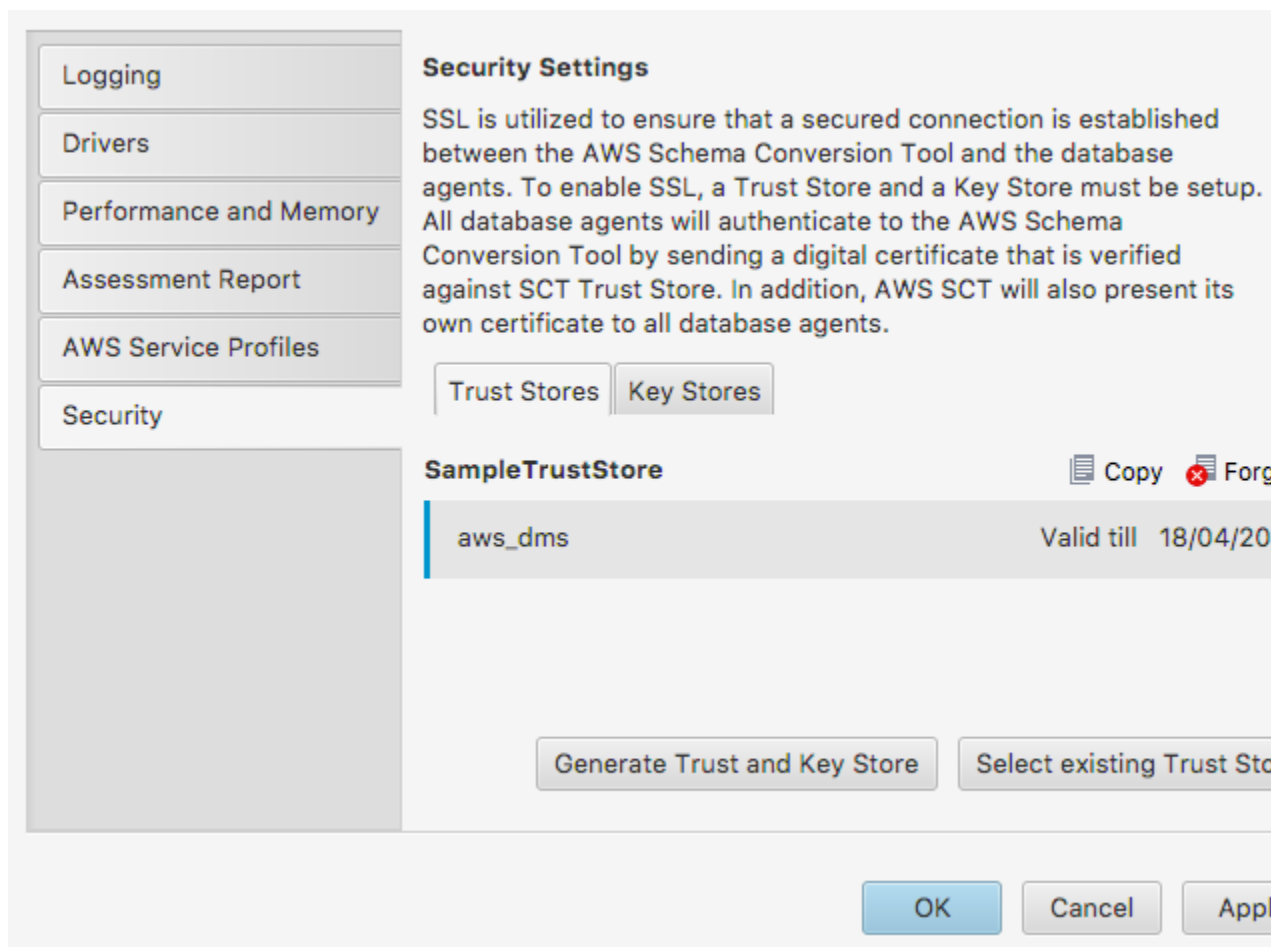 Logging
Drivers
Performance and Memory
Assessment Report
AWS Service Profiles
Security
Security Settings
SSL is utilized to ensure that a secured connection is established
between the AWS Schema Conversion Tool and the database
agents. To enable SSL, a Trust Store and a Key Store must be setup.
All database agents will authenticate to the AWS Schema
Conversion Tool by sending a digital certificate that is verified
against SCT Trust Store. In addition, AWS SCT will also present its
own certificate to all database agents.
Trust Stores Key Stores
SampleTrustStore Copy
aws_dms Valid till 18/04/20
Generate Trust and Key Store Select existing Trust
OK Cancel